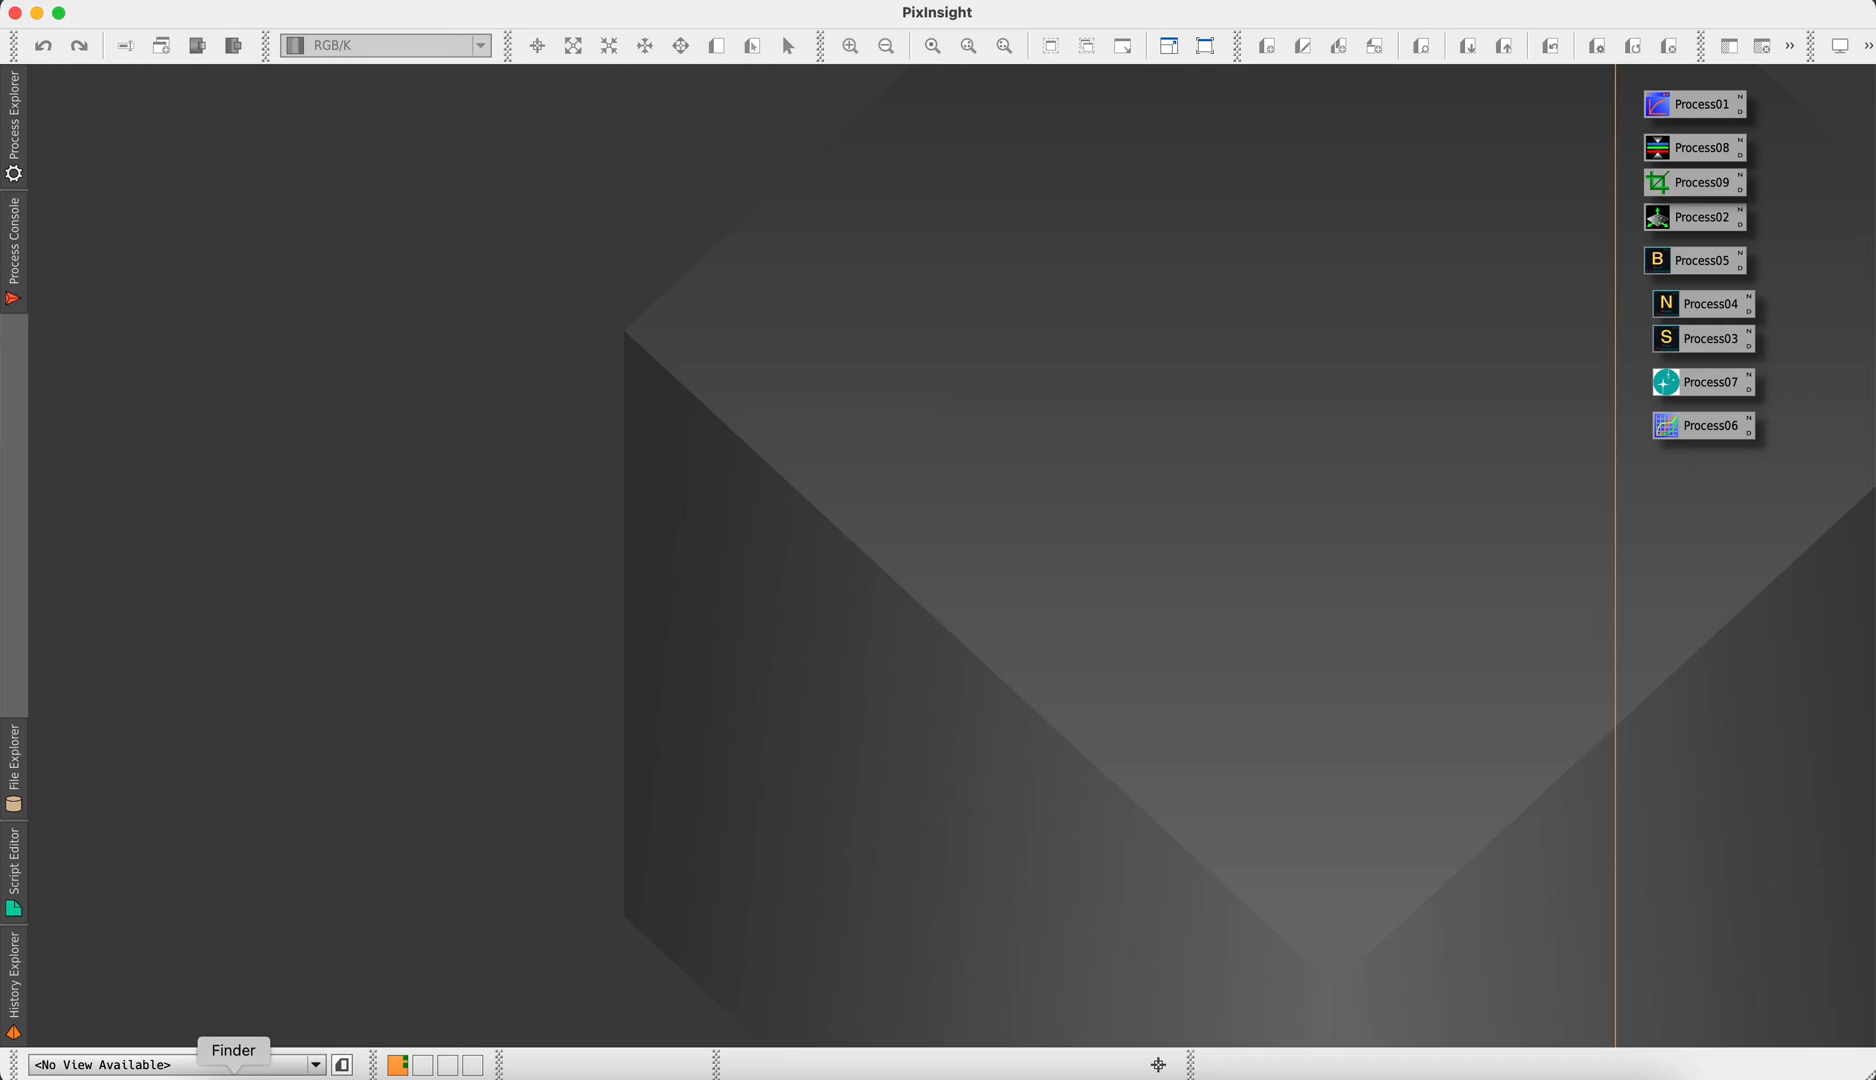 PixInsight
RGB/K
Process Explorer
Process Console
File Explorer
Script Editor
History Explorer
Process01
N
D
Process08
N
D
Process09
N
D
Process02
N
D
B
Process05
N
D
N
Process04
N
D
S
Process03
N
D
Process07
N
D
Process06
N
D
Finder
<No View Available>